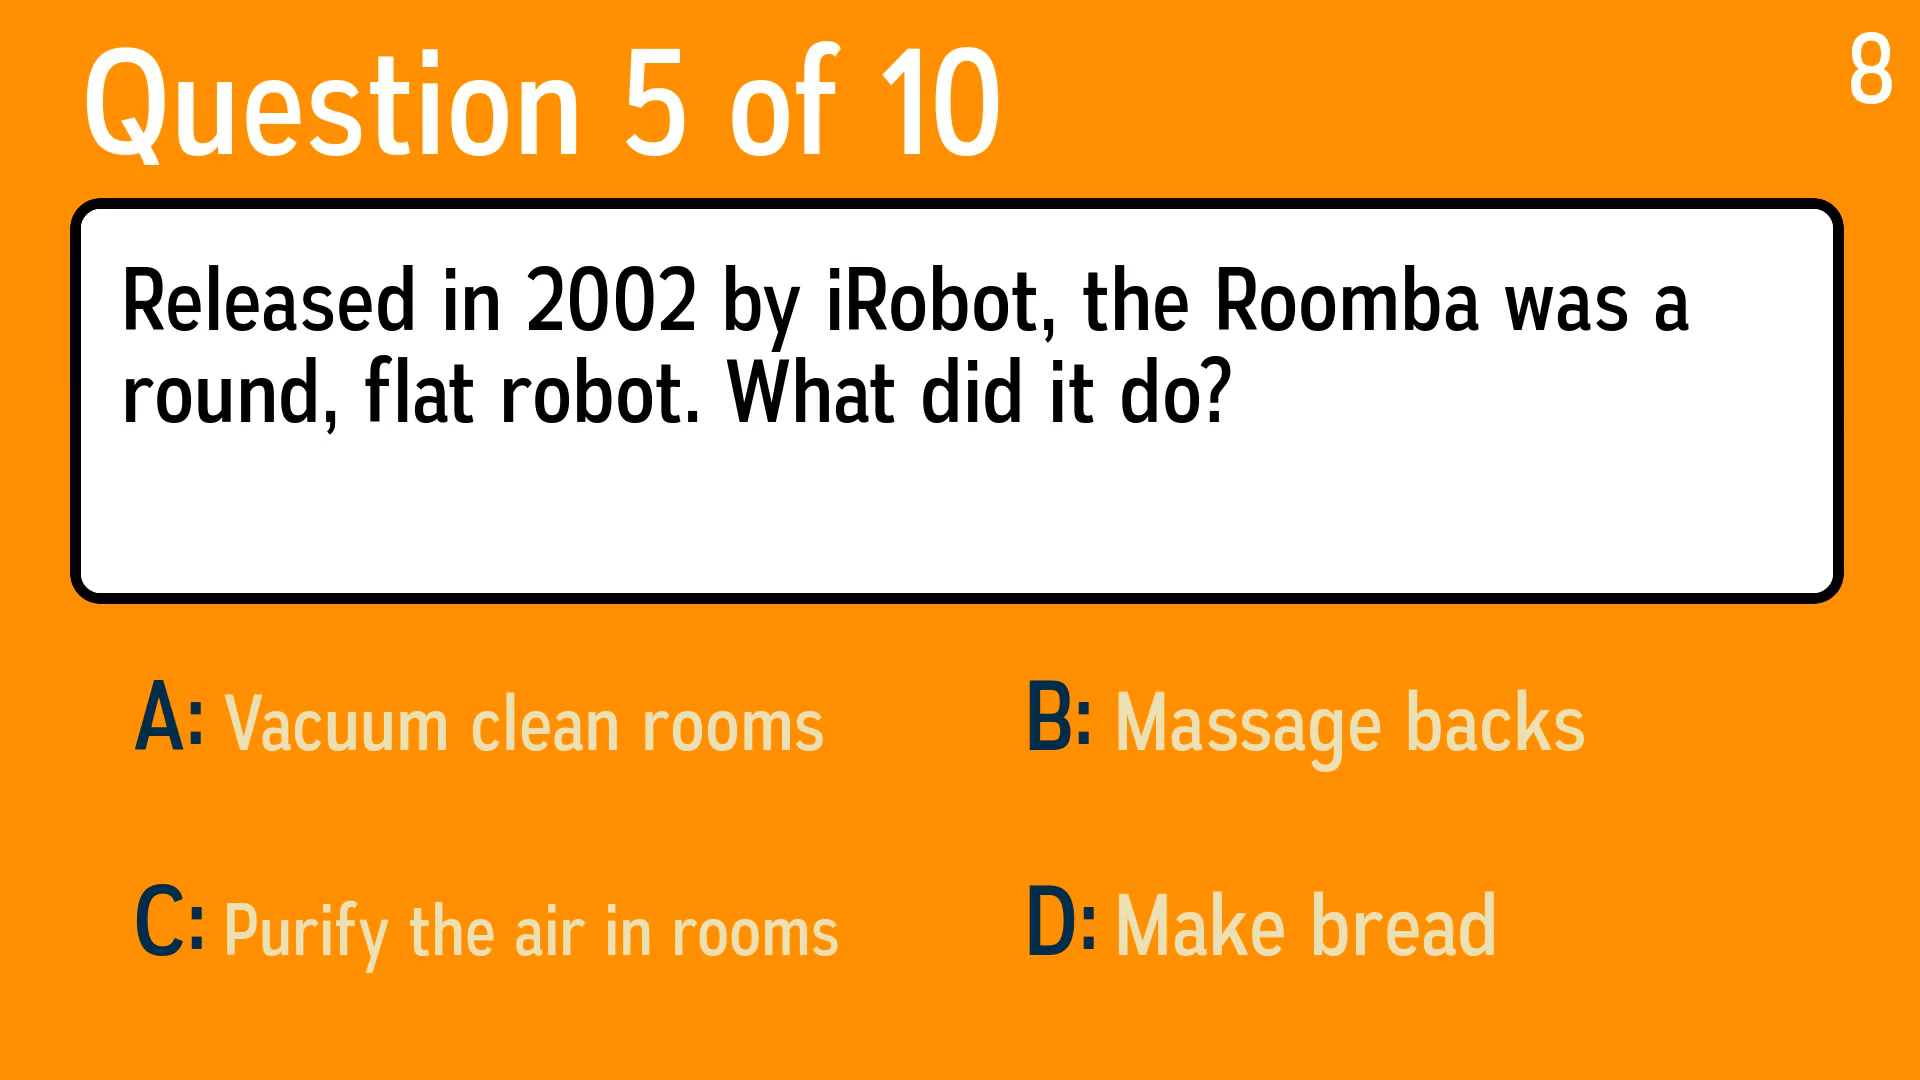 Question 5 of 10
8
Released in 2002 by iRobot, the Roomba was a
round, flat robot. What did it do?
A: Vacuum clean rooms
B: Massage backs
C: Purify the air in rooms
D: Make bread